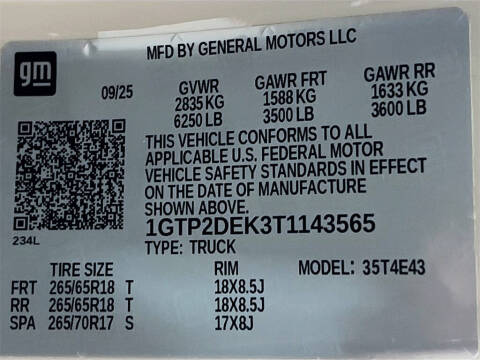 MFD BY GENERAL MOTORS LLC
gm
09/25 GVWR GAWR FRT GAWR RR
2835 KG 1588 KG 1633 KG
6250 LB 3500 LB 3600 LB
THIS VEHICLE CONFORMS TO ALL
APPLICABLE U.S. FEDERAL MOTOR
VEHICLE SAFETY STANDARDS IN EFFECT
ON THE DATE OF MANUFACTURE
SHOWN ABOVE.
1GTP2DEK3T1143565
234L
TYPE: TRUCK
TIRE SIZE RIM MODEL: 35T4E43
FRT 265/65R18 T 18X8.5J
RR 265/65R18 T 18X8.5J
SPA 265/70R17 S 17X8J